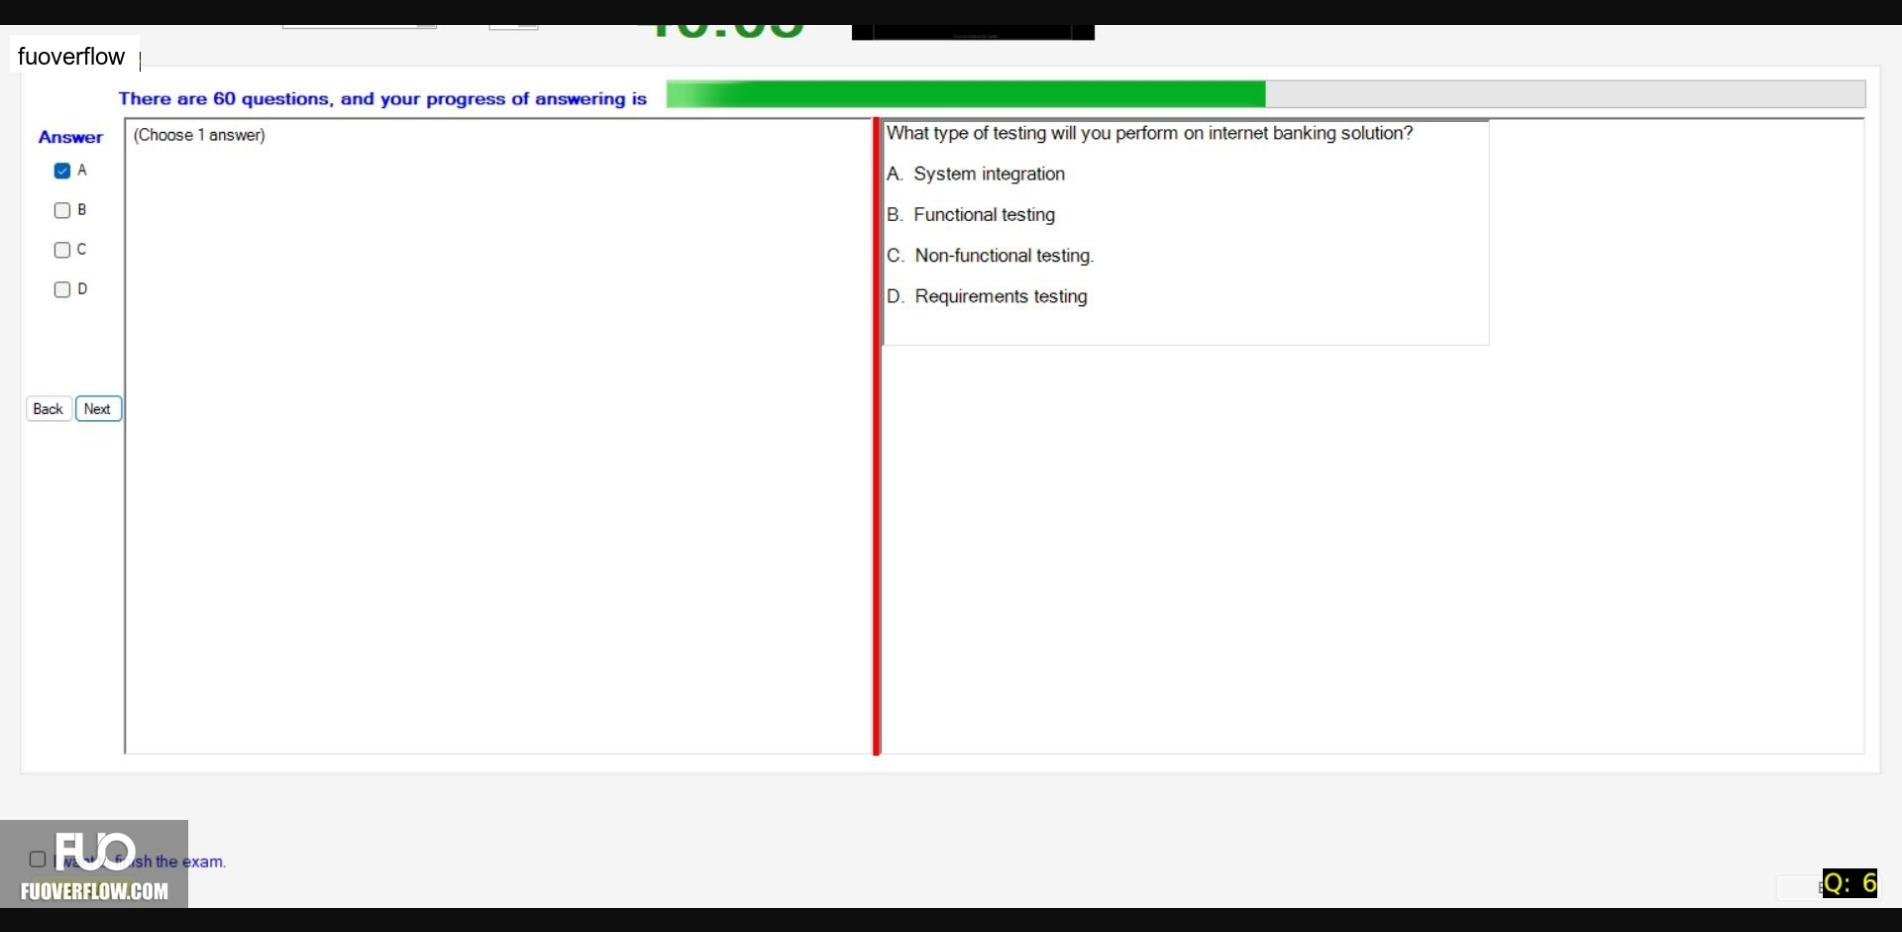 fuoverflow
There are 60 questions, and your progress of answering is
Answer
(Choose 1 answer)
A
B
C
D
Back Next
What type of testing will you perform on internet banking solution?
A. System integration
B. Functional testing
C. Non-functional testing.
D. Requirements testing
FUO
the exam.
FUOVERFLOW.COM
Q: 6